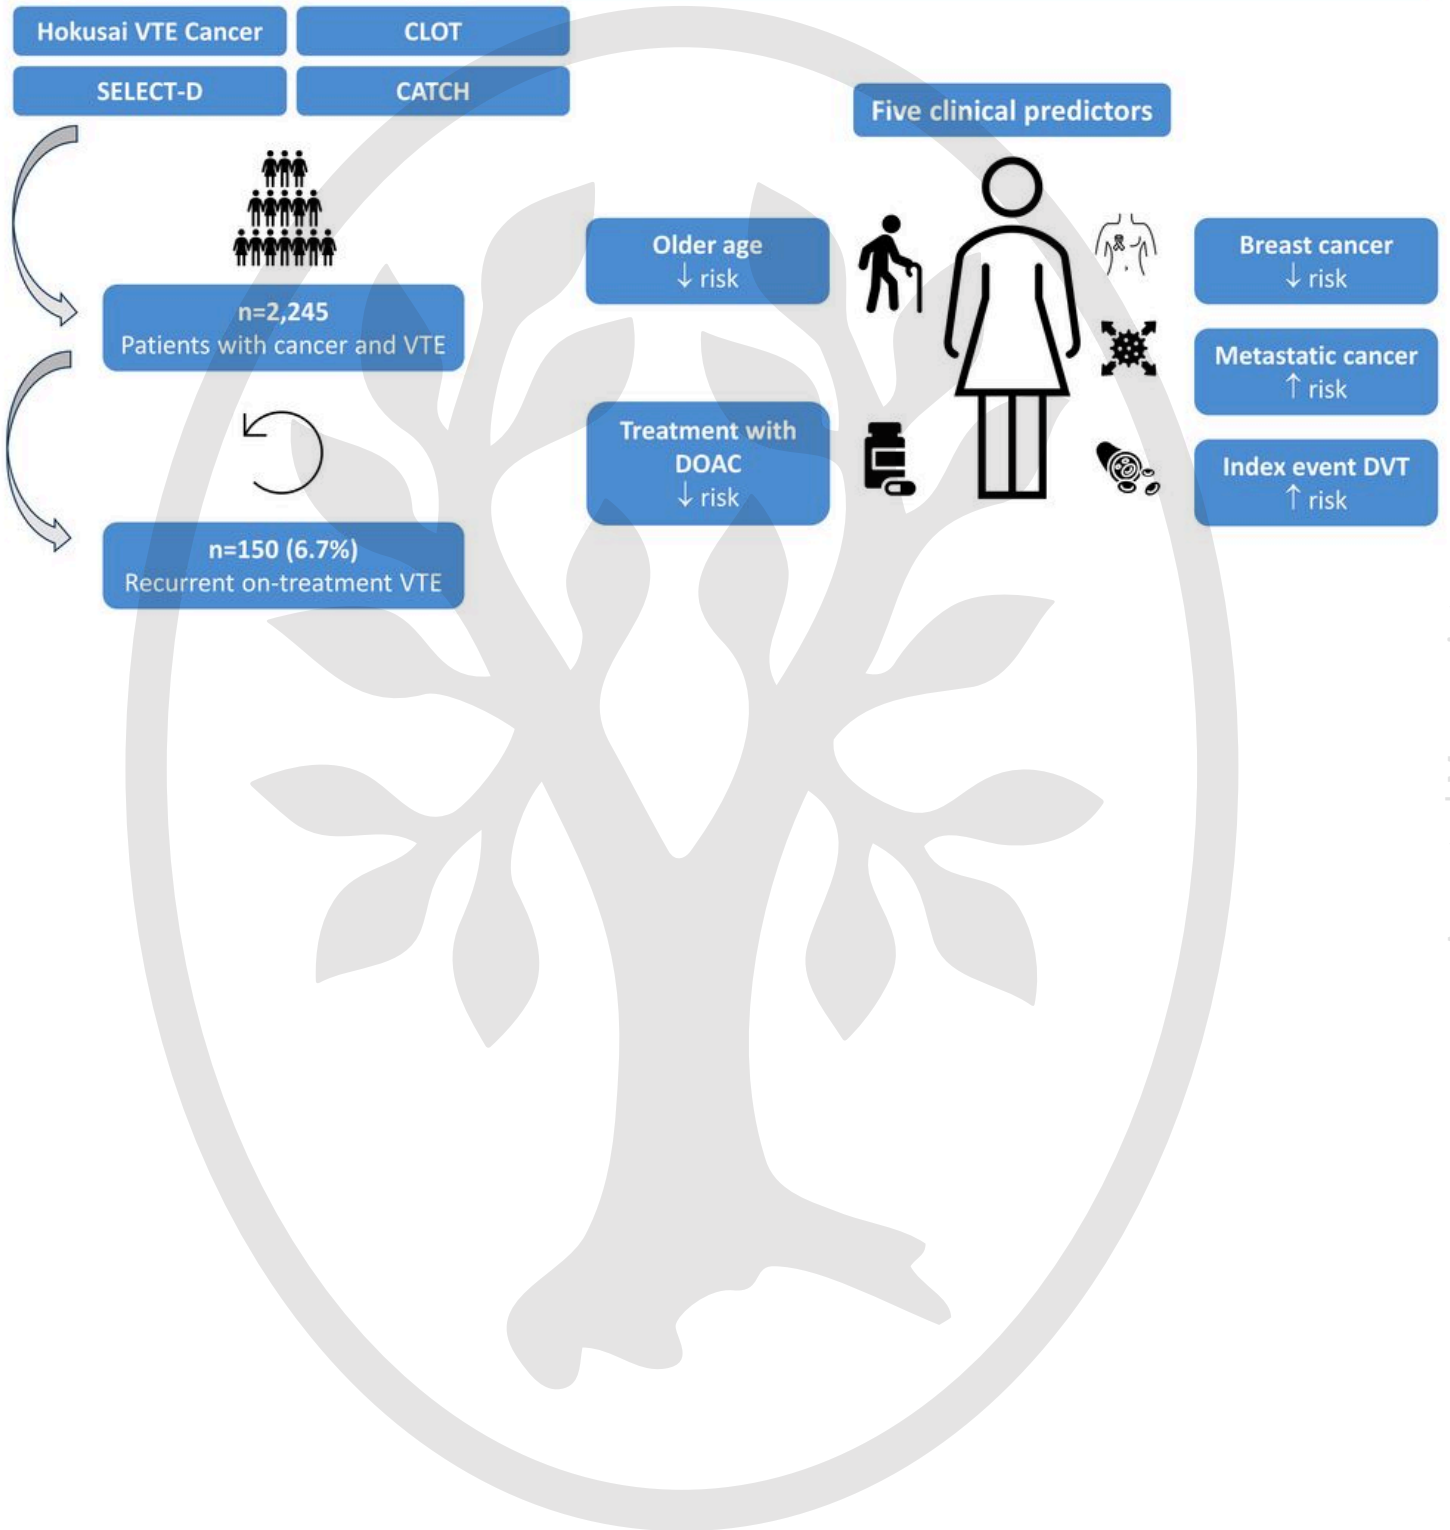 Hokusai VTE Cancer
CLOT
SELECT-D
CATCH
n=2,245
Patients with cancer and VTE
n=150 (6.7%)
Recurrent on-treatment VTE
Five clinical predictors
Older age
↓ risk
Treatment with
DOAC
↓ risk
Breast cancer
↓ risk
Metastatic cancer
↑ risk
Index event DVT
↑ risk